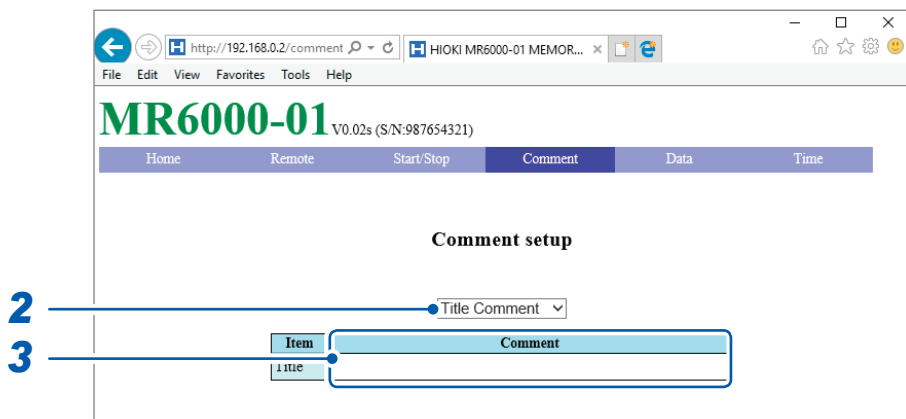 http://192.168.0.2/comment
HIOKI MR6000-01 MEMOR...
File Edit View Favorites Tools Help
MR6000-01 V0.02s (S/N:987654321)
Home Remote Start/Stop Comment Data Time
Comment setup
2
Title Comment
Item Comment
3
Title